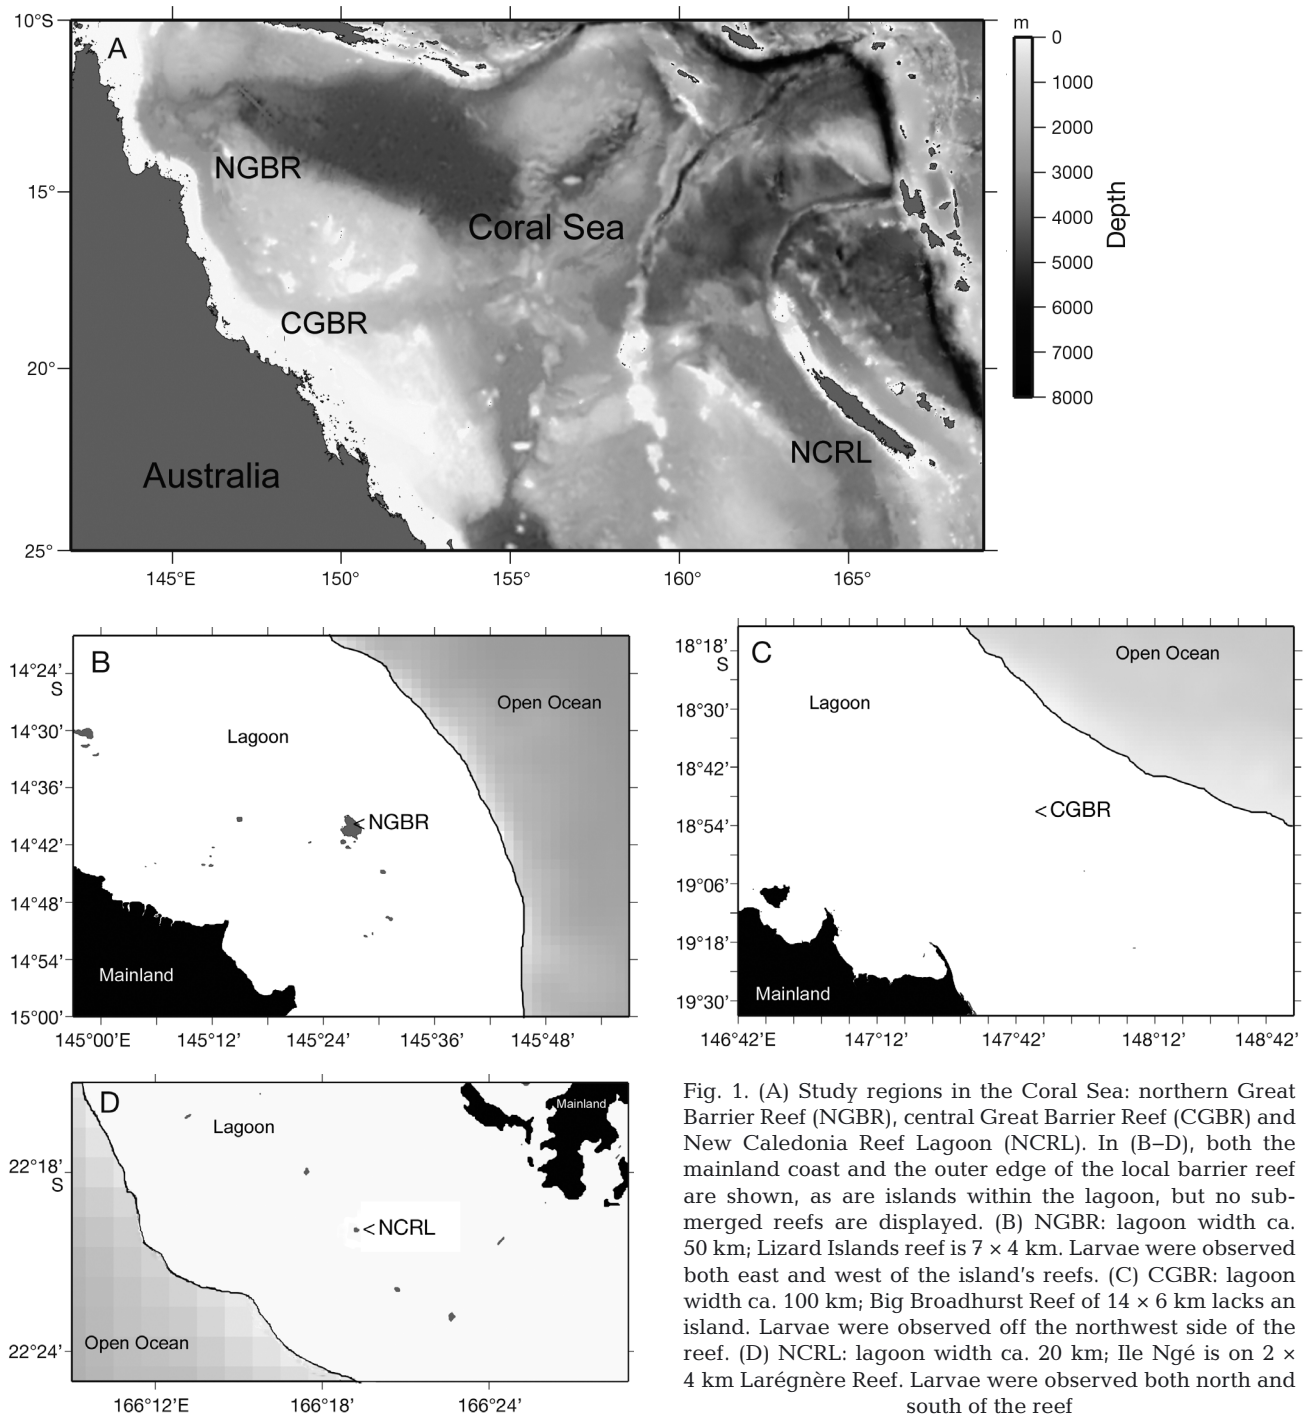 10°S
A
NGBR
15°
Coral Sea
CGBR
20°
NCRL
Australia
25°
145°E 150° 155° 160° 165°
m
0
1000
2000
3000
4000
5000
6000
7000
8000
Depth
B
14°24’
S
Open Ocean
14°30’
Lagoon
14°36’
<NGBR
14°42’
14°48’
14°54’
Mainland
15°00’
145°00’E 145°12’ 145°24’ 145°36’ 145°48’
18°18’
S
C
Open Ocean
Lagoon
18°30’
18°42’
<CGBR
18°54’
19°06’
19°18’
Mainland
19°30’
146°42’E 147°12’ 147°42’ 148°12’ 148°42’
D
Mainland
Lagoon
22°18’
S
<NCRL
Open Ocean
22°24’
166°12’E 166°18’ 166°24’
Fig. 1. (A) Study regions in the Coral Sea: northern Great
Barrier Reef (NGBR), central Great Barrier Reef (CGBR) and
New Caledonia Reef Lagoon (NCRL). In (B–D), both the
mainland coast and the outer edge of the local barrier reef
are shown, as are islands within the lagoon, but no sub-
merged reefs are displayed. (B) NGBR: lagoon width ca.
50 km; Lizard Islands reef is 7 × 4 km. Larvae were observed
both east and west of the island’s reefs. (C) CGBR: lagoon
width ca. 100 km; Big Broadhurst Reef of 14 × 6 km lacks an
island. Larvae were observed off the northwest side of the
reef. (D) NCRL: lagoon width ca. 20 km; Ile Ngé is on 2 ×
4 km Larégnère Reef. Larvae were observed both north and
south of the reef